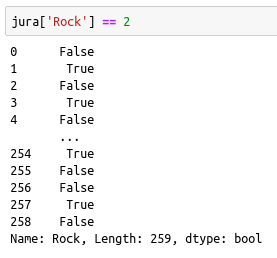 jura['Rock'] == 2
0      False
1       True
2      False
3       True
4      False
       ...
254     True
255    False
256    False
257     True
258    False
Name: Rock, Length: 259, dtype: bool